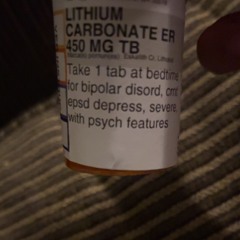 LITHIUM
CARBONATE ER
450 MG TB
Take 1 tab at bedtime
for bipolar disord, crnt
epsd depress, severe,
with psych features